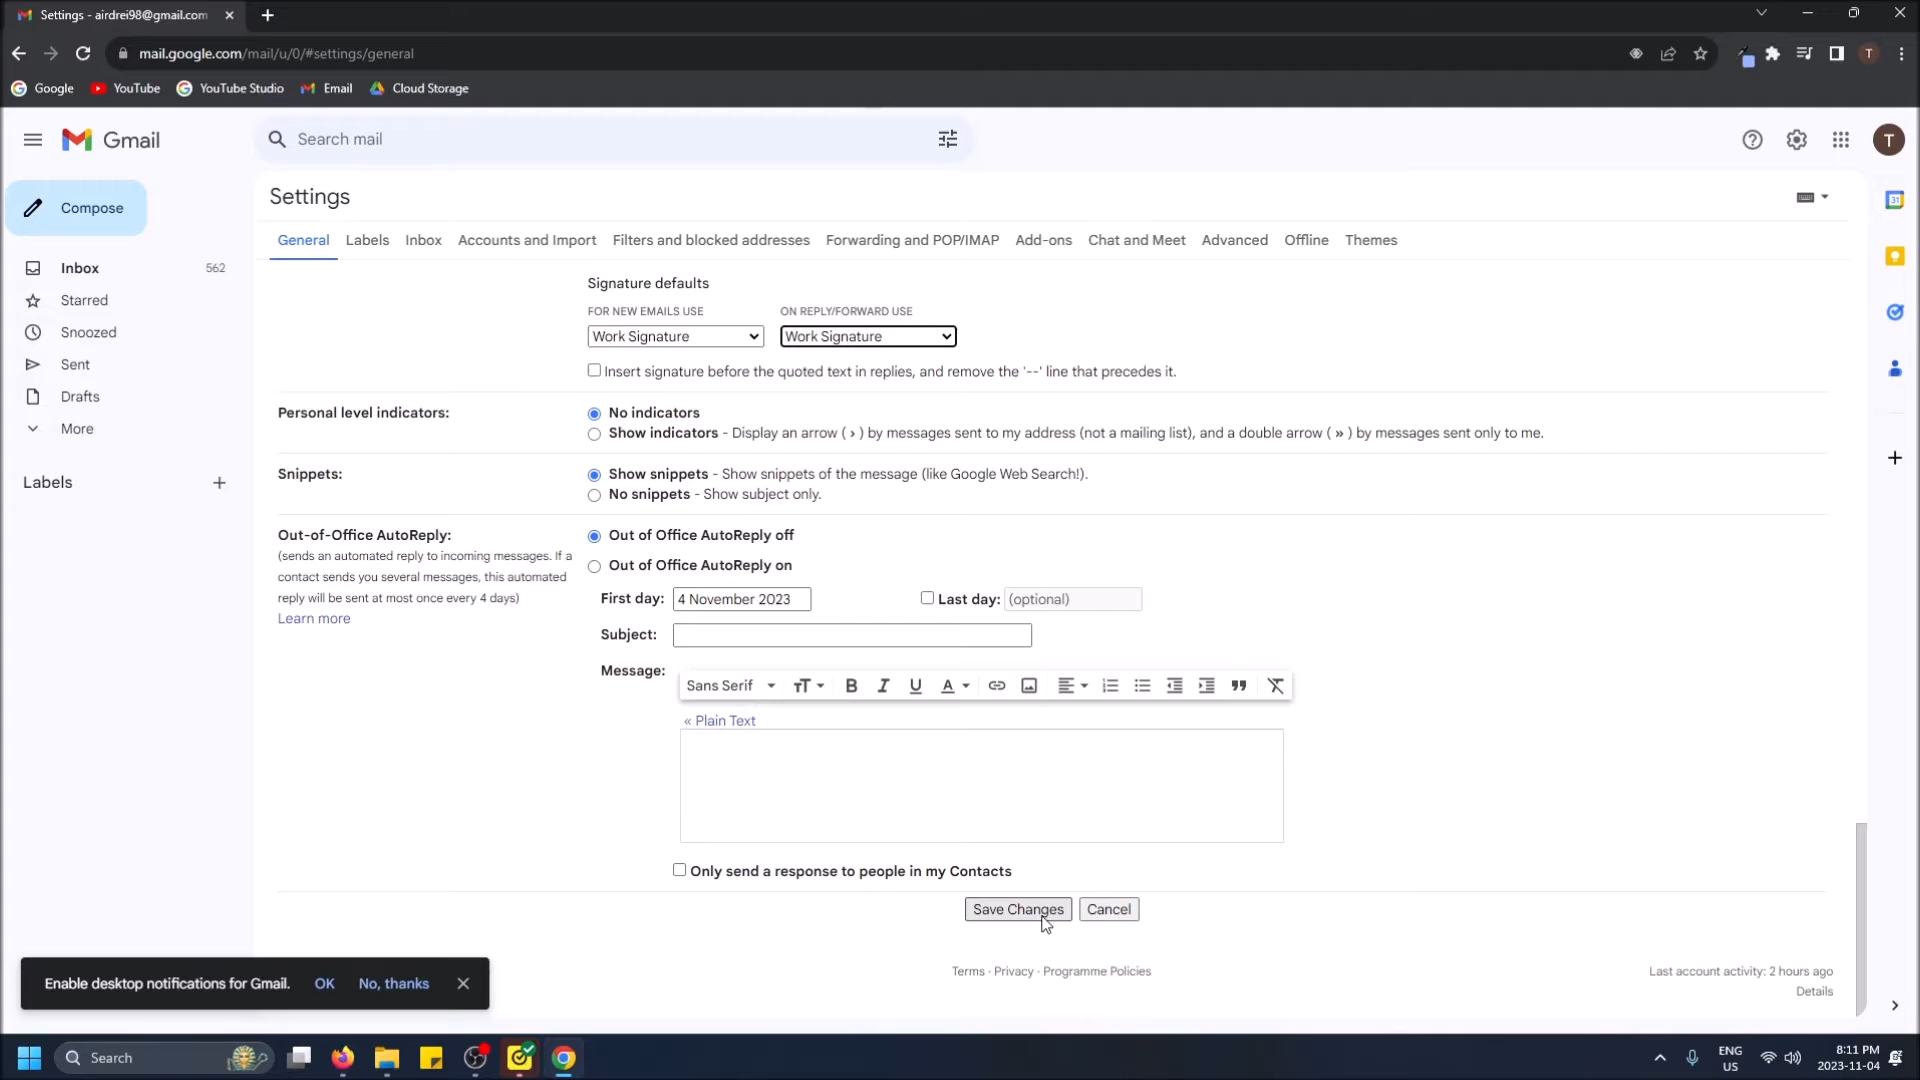 Settings - airdrei98@gmail.com
mail.google.com/mail/u/0/#settings/general
T
Google YouTube YouTube Studio Email Cloud Storage
Gmail
Search mail
T
Compose
Inbox 562
Starred
Snoozed
Sent
Drafts
More
Labels
Settings
General Labels Inbox Accounts and Import Filters and blocked addresses Forwarding and POP/IMAP Add-ons Chat and Meet Advanced Offline Themes
Signature defaults
FOR NEW EMAILS USE ON REPLY/FORWARD USE
Work Signature Work Signature
Insert signature before the quoted text in replies, and remove the '--' line that precedes it.
Personal level indicators: No indicators
Show indicators - Display an arrow ( › ) by messages sent to my address (not a mailing list), and a double arrow ( » ) by messages sent only to me.
Snippets: Show snippets - Show snippets of the message (like Google Web Search!).
No snippets - Show subject only.
Out-of-Office AutoReply: Out of Office AutoReply off
(sends an automated reply to incoming messages. If a
contact sends you several messages, this automated
reply will be sent at most once every 4 days)
Learn more
Out of Office AutoReply on
First day: 4 November 2023 Last day: (optional)
Subject:
Message:
Sans Serif
« Plain Text
Only send a response to people in my Contacts
Save Changes Cancel
Terms · Privacy · Programme Policies
Last account activity: 2 hours ago
Details
Enable desktop notifications for Gmail. OK No, thanks
31
Search
ENG
US
8:11 PM
2023-11-04